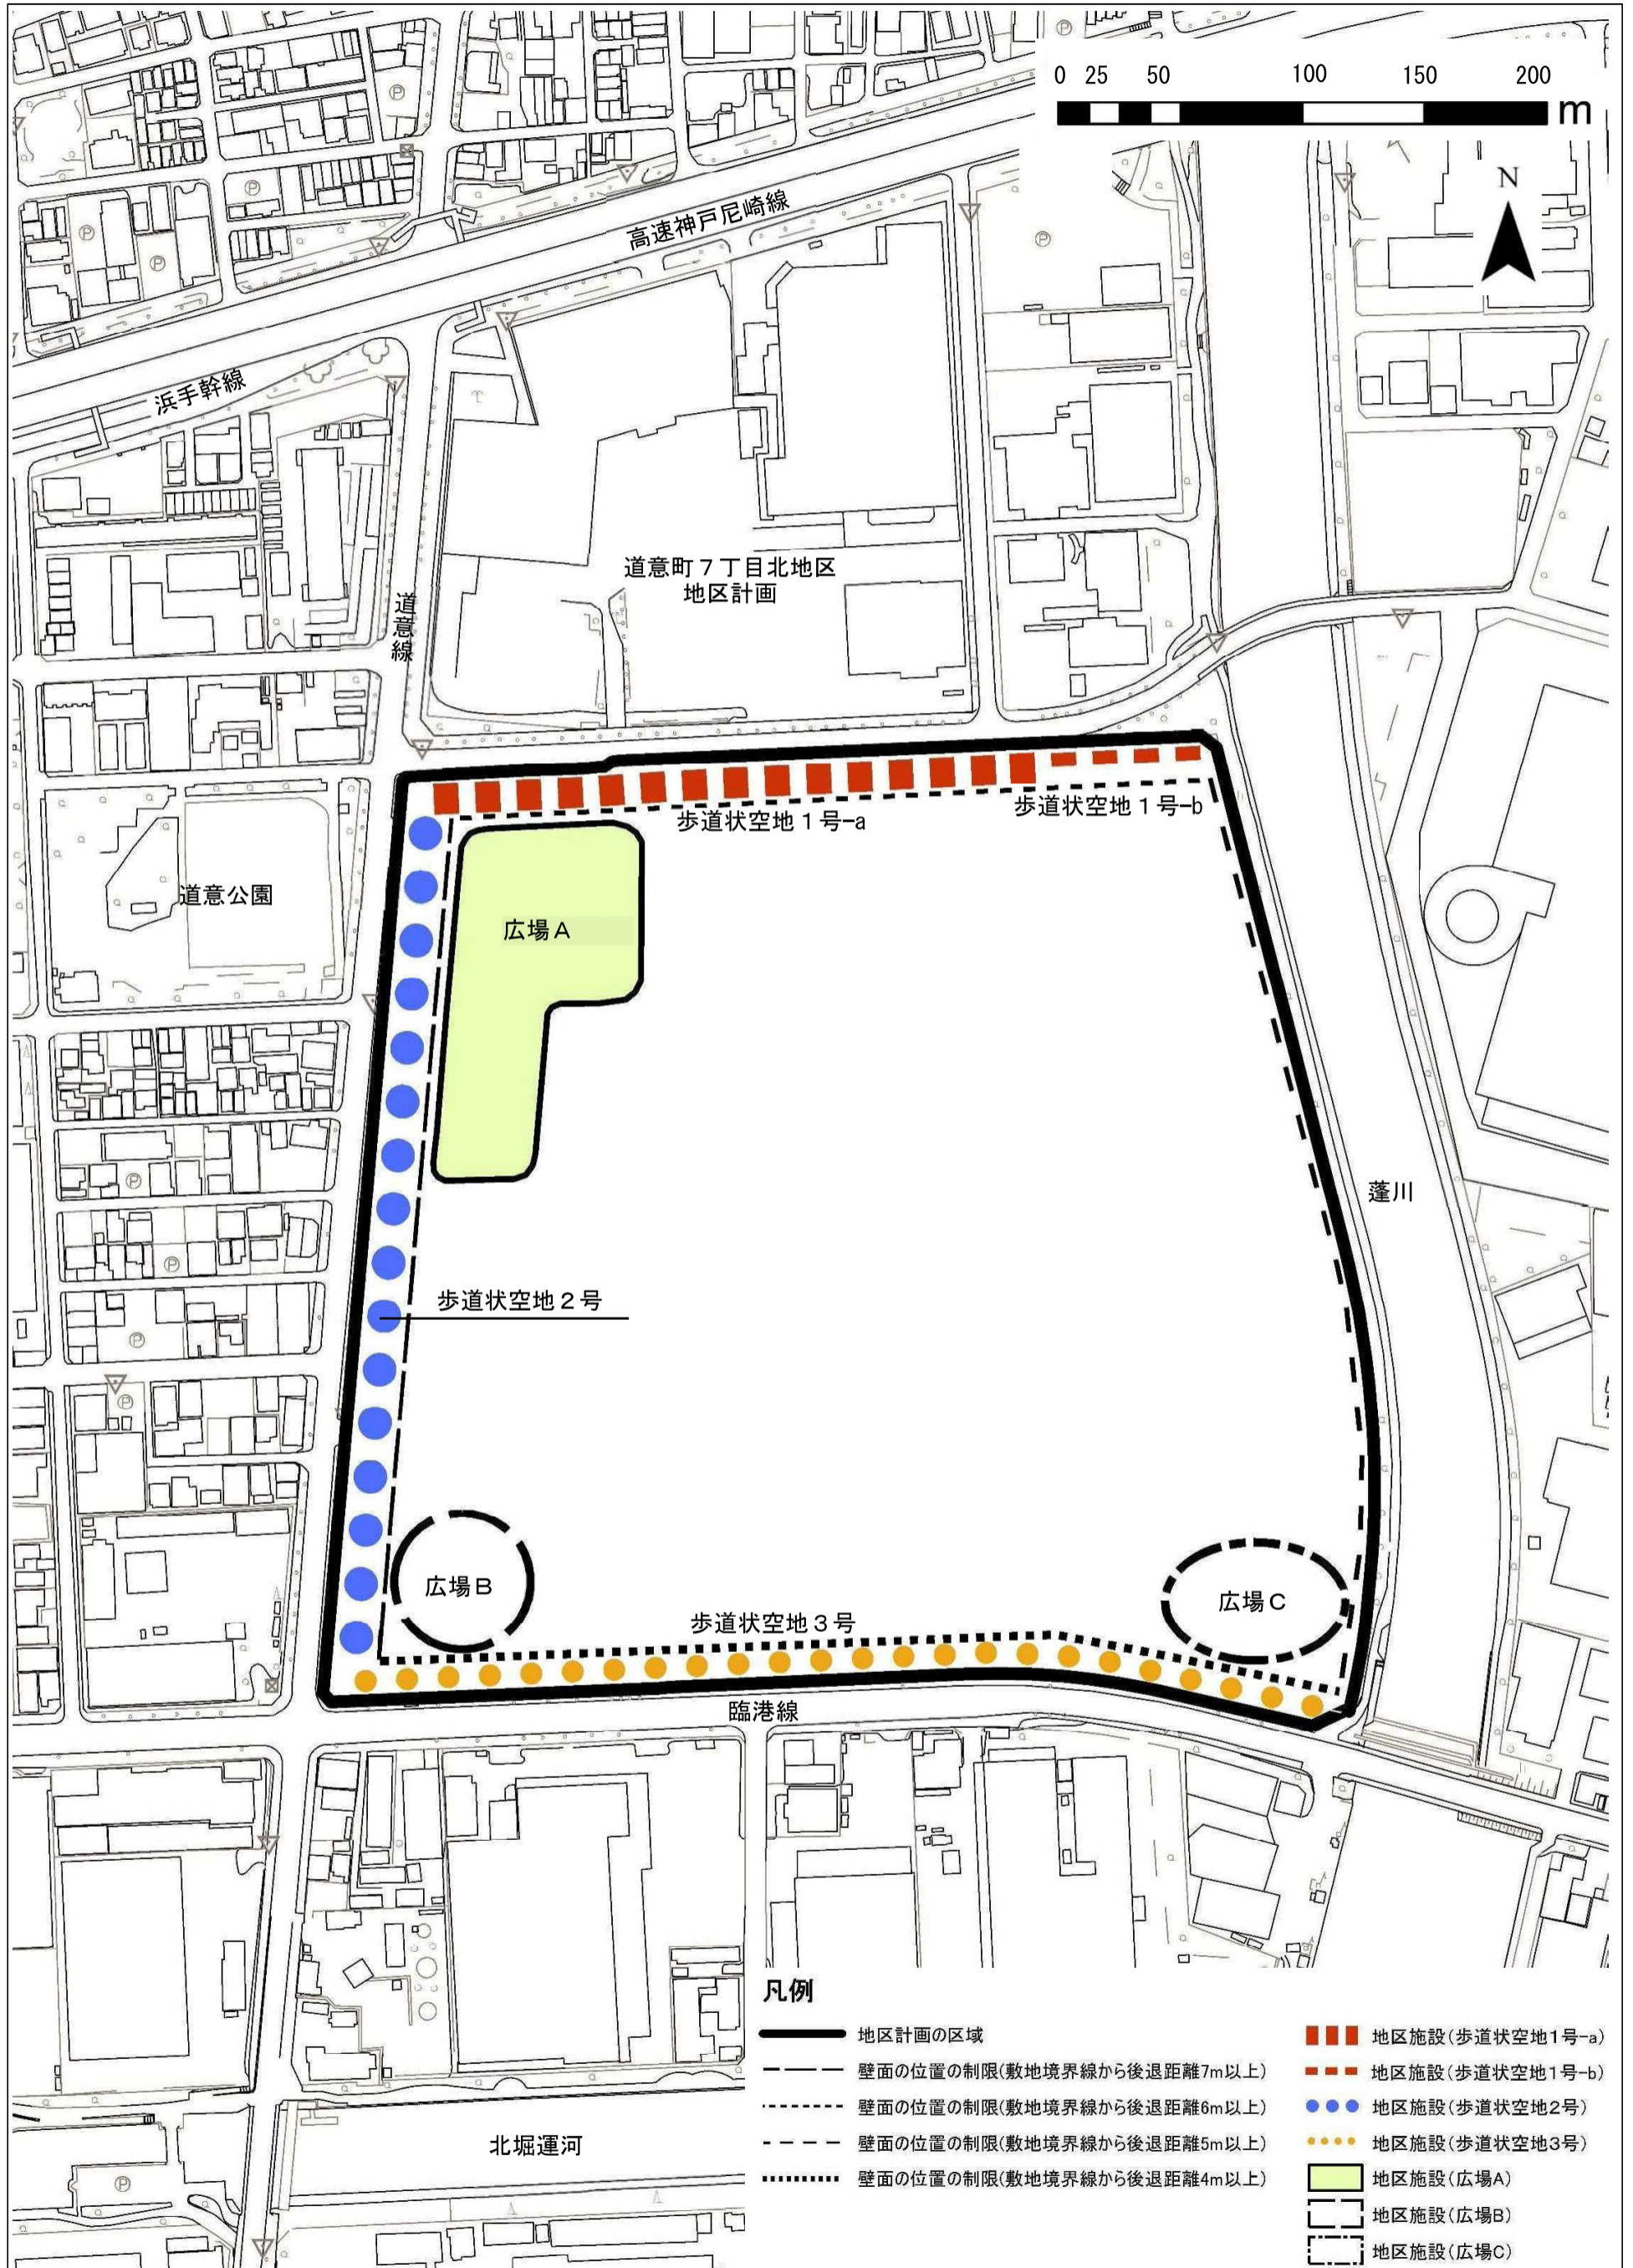 0 25 50 100 150 200
m
N
高速神戸尼崎線
浜手幹線
道意町７丁目北地区
地区計画
道意線
歩道状空地１号-a
歩道状空地１号-b
道意公園
広場Ａ
蓬川
歩道状空地２号
広場Ｂ
広場Ｃ
歩道状空地３号
臨港線
北堀運河
凡例
地区計画の区域
壁面の位置の制限(敷地境界線から後退距離7m以上)
壁面の位置の制限(敷地境界線から後退距離6m以上)
壁面の位置の制限(敷地境界線から後退距離5m以上)
壁面の位置の制限(敷地境界線から後退距離4m以上)
地区施設(歩道状空地1号-a)
地区施設(歩道状空地1号-b)
地区施設(歩道状空地2号)
地区施設(歩道状空地3号)
地区施設(広場A)
地区施設(広場B)
地区施設(広場C)